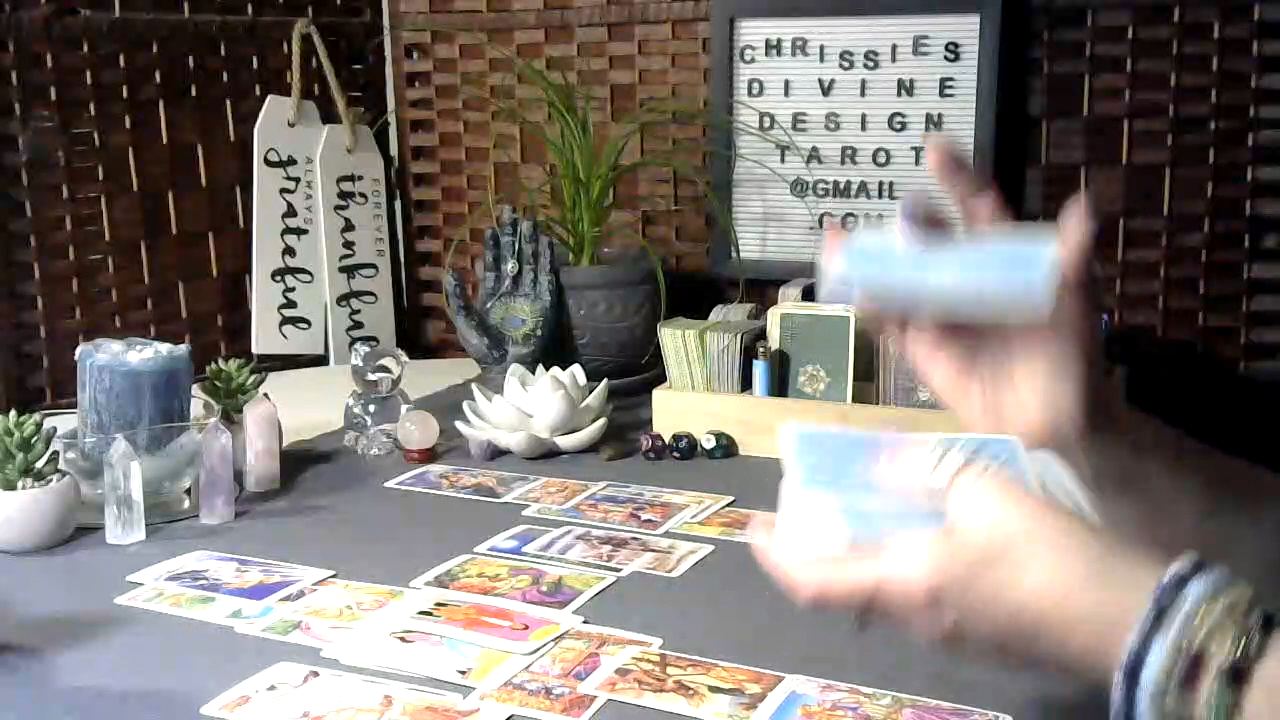 ALWAYS
grateful
FOREVER
thankful
CHRISSIES
DIVINE
DESIGN
TAROT
@GMAIL
.COM